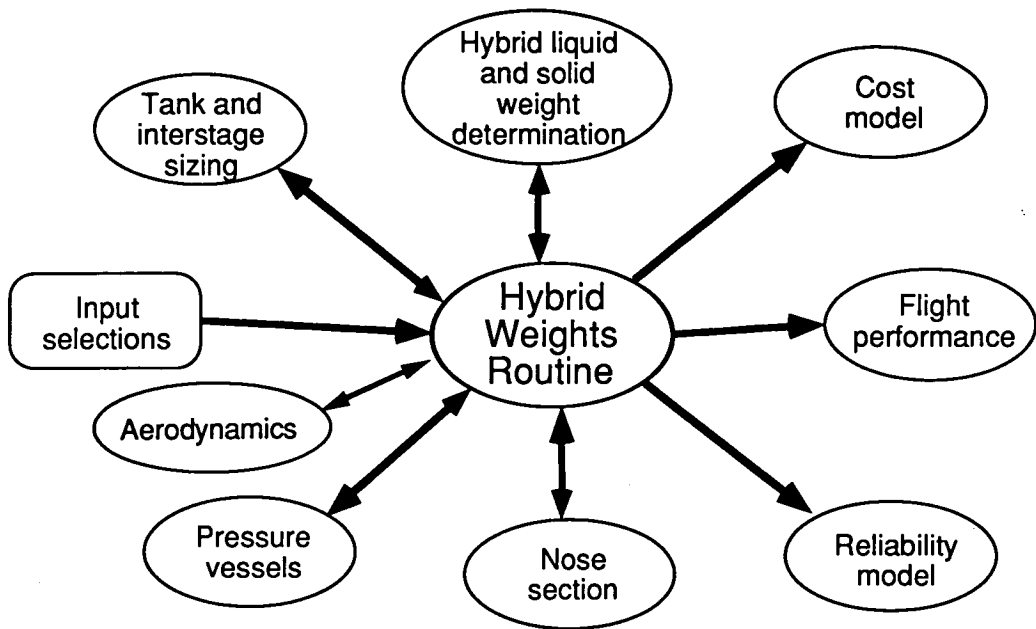 Hybrid liquid
and solid
weight
determination
Tank and
interstage
sizing
Cost
model
Input
selections
Hybrid
Weights
Routine
Flight
performance
Aerodynamics
Pressure
vessels
Nose
section
Reliability
model